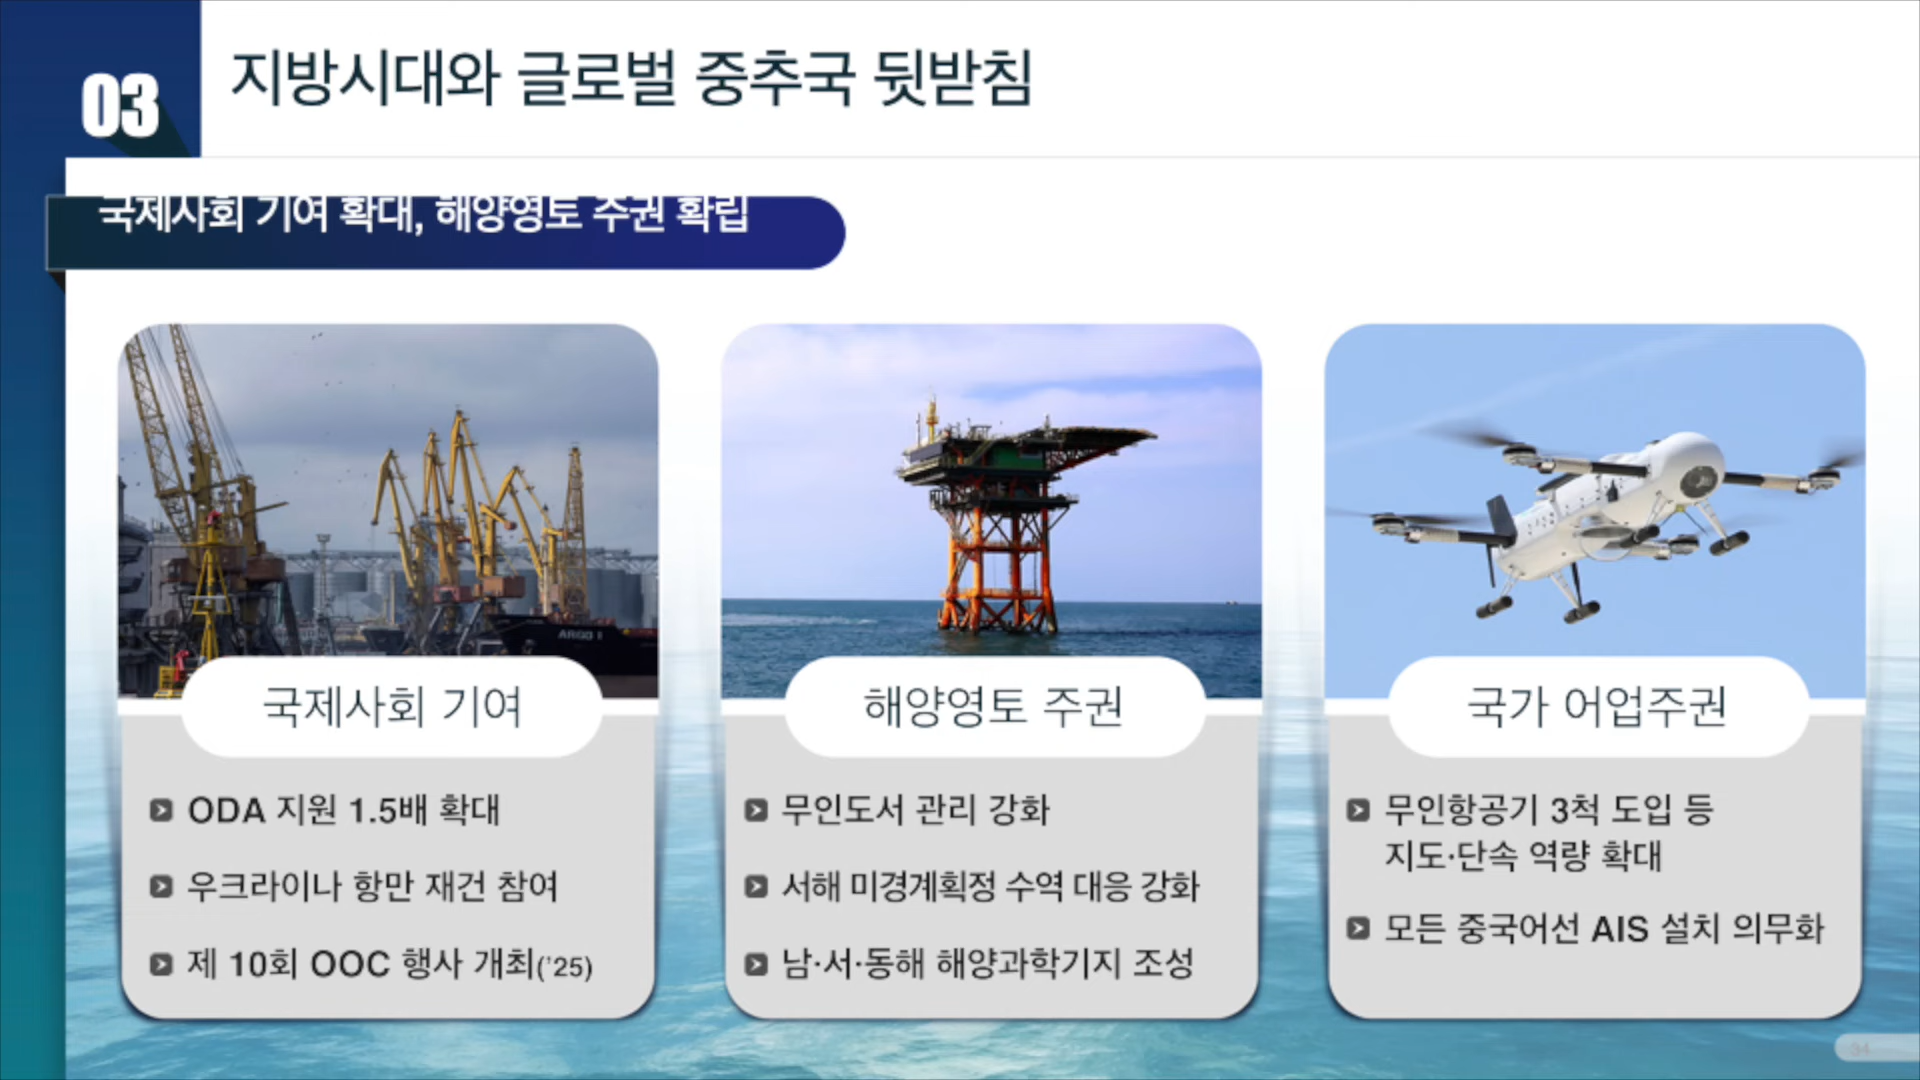 03
지방시대와 글로벌 중추국 뒷받침
국제사회 기여 확대, 해양영토 주권 확립
ARGO I
국제사회 기여
ODA 지원 1.5배 확대
우크라이나 항만 재건 참여
제 10회 OOC 행사 개최('25)
해양영토 주권
무인도서 관리 강화
서해 미경계획정 수역 대응 강화
남·서·동해 해양과학기지 조성
국가 어업주권
무인항공기 3척 도입 등
지도·단속 역량 확대
모든 중국어선 AIS 설치 의무화
34